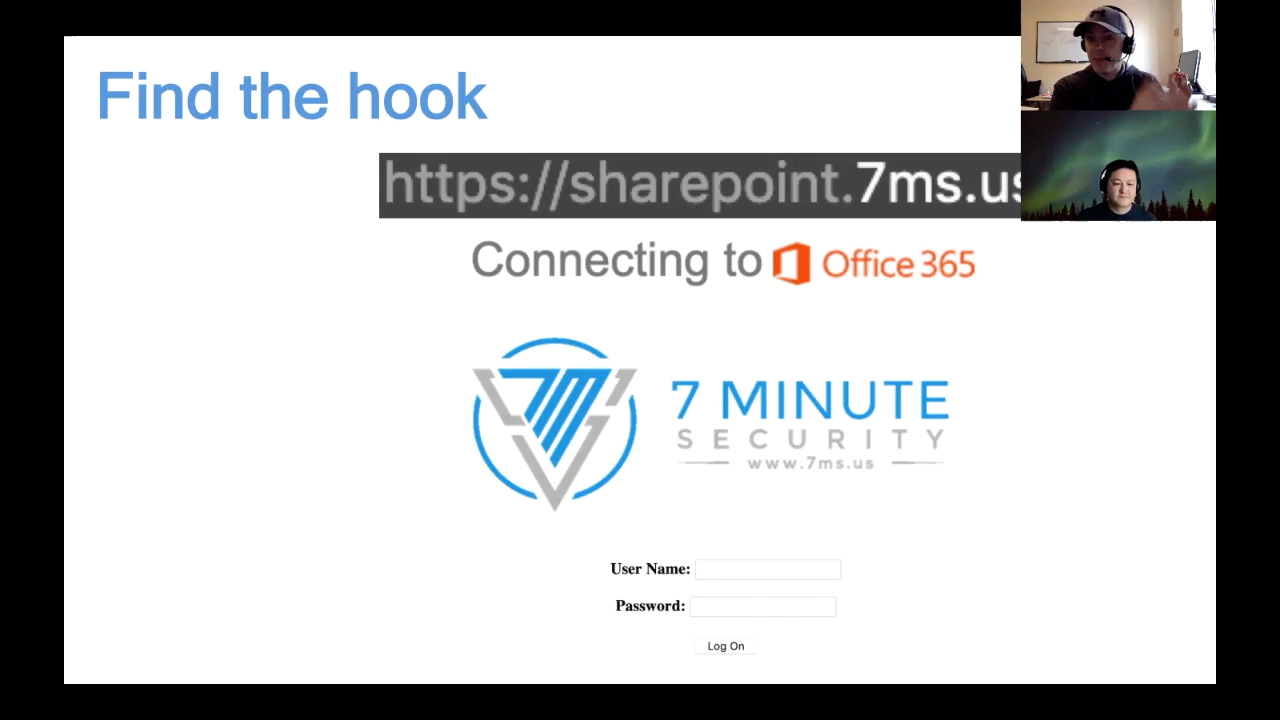 Find the hook
https://sharepoint.7ms.us
Connecting to Office 365
7 MINUTE
SECURITY
www.7ms.us
User Name:
Password:
Log On